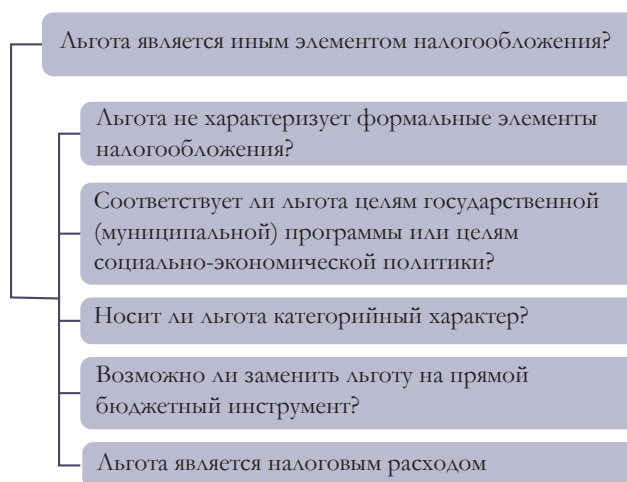 Льгота является иным элементом налогообложения?
Льгота не характеризует формальные элементы
налогообложения?
Соответствует ли льгота целям государственной
(муниципальной) программы или целям
социально-экономической политики?
Носит ли льгота категорийный характер?
Возможно ли заменить льготу на прямой
бюджетный инструмент?
Льгота является налоговым расходом